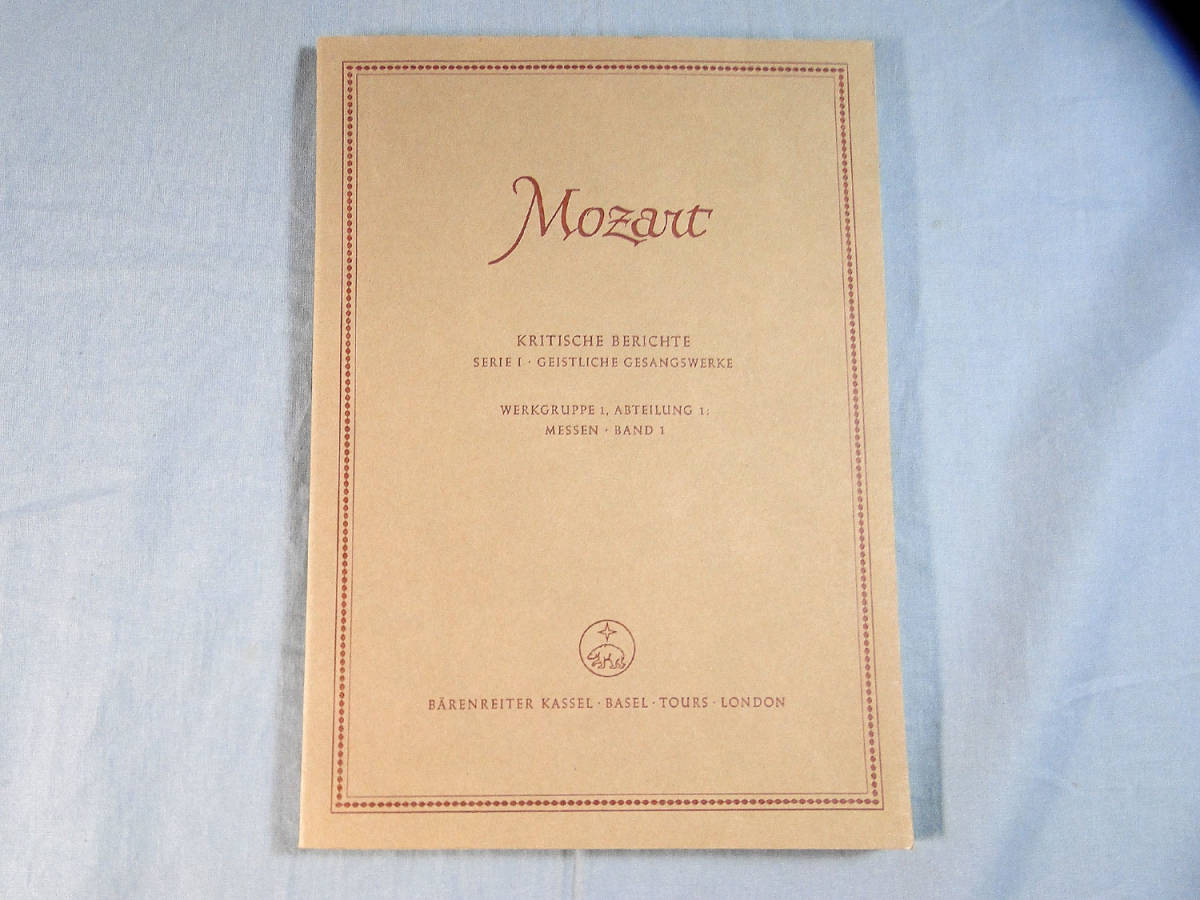 Mozart
KRITISCHE BERICHTE
SERIE I · GEISTLICHE GESANGSWERKE
WERKGRUPPE 1, ABTEILUNG 1:
MESSEN · BAND 1
BÄRENREITER KASSEL · BASEL · TOURS · LONDON